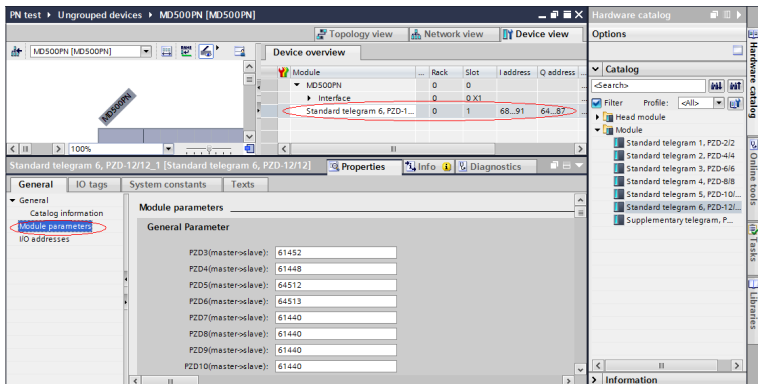 PN test ▸ Ungrouped devices ▸ MD500PN [MD500PN]
Hardware catalog
Topology view
Network view
Device view
Options
MD500PN [MD500PN]
Device overview
Module ... Rack Slot I address Q address ...
MD500PN 0 0
Interface 0 0 X1
Standard telegram 6, PZD-1... 0 1 68...91 64...87
MD500PN
100%
Catalog
<Search>
Filter Profile: <All>
Head module
Module
Standard telegram 1, PZD-2/2
Standard telegram 2, PZD-4/4
Standard telegram 3, PZD-6/6
Standard telegram 4, PZD-8/8
Standard telegram 5, PZD-10/...
Standard telegram 6, PZD-12/...
Supplementary telegram, P...
Information
Hardware catalog
Online tools
Tasks
Libraries
Standard telegram 6, PZD-12/12_1 [Standard telegram 6, PZD-12/12]
Properties
Info
Diagnostics
General
IO tags
System constants
Texts
General
Catalog information
Module parameters
I/O addresses
Module parameters
General Parameter
PZD3(master->slave): 61452
PZD4(master->slave): 61448
PZD5(master->slave): 64512
PZD6(master->slave): 64513
PZD7(master->slave): 61440
PZD8(master->slave): 61440
PZD9(master->slave): 61440
PZD10(master->slave): 61440